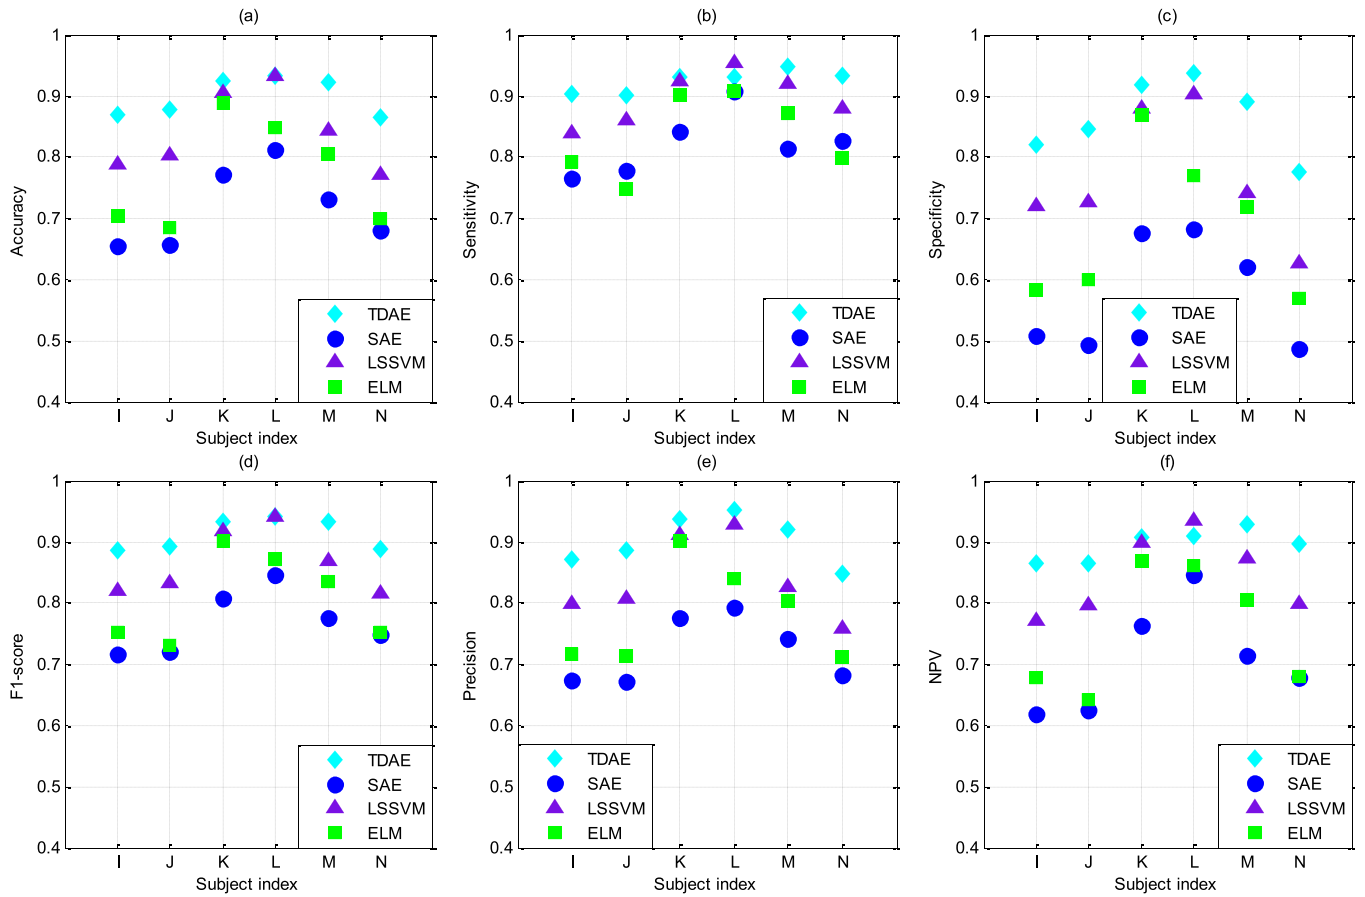 (a)
1
0.9
0.8
0.7
0.6
0.5
0.4
Accuracy
TDAE
SAE
LSSVM
ELM
I J K L M N
Subject index
(b)
1
0.9
0.8
0.7
0.6
0.5
0.4
Sensitivity
TDAE
SAE
LSSVM
ELM
I J K L M N
Subject index
(c)
1
0.9
0.8
0.7
0.6
0.5
0.4
Specificity
TDAE
SAE
LSSVM
ELM
I J K L M N
Subject index
(d)
1
0.9
0.8
0.7
0.6
0.5
0.4
F1-score
TDAE
SAE
LSSVM
ELM
I J K L M N
Subject index
(e)
1
0.9
0.8
0.7
0.6
0.5
0.4
Precision
TDAE
SAE
LSSVM
ELM
I J K L M N
Subject index
(f)
1
0.9
0.8
0.7
0.6
0.5
0.4
NPV
TDAE
SAE
LSSVM
ELM
I J K L M N
Subject index